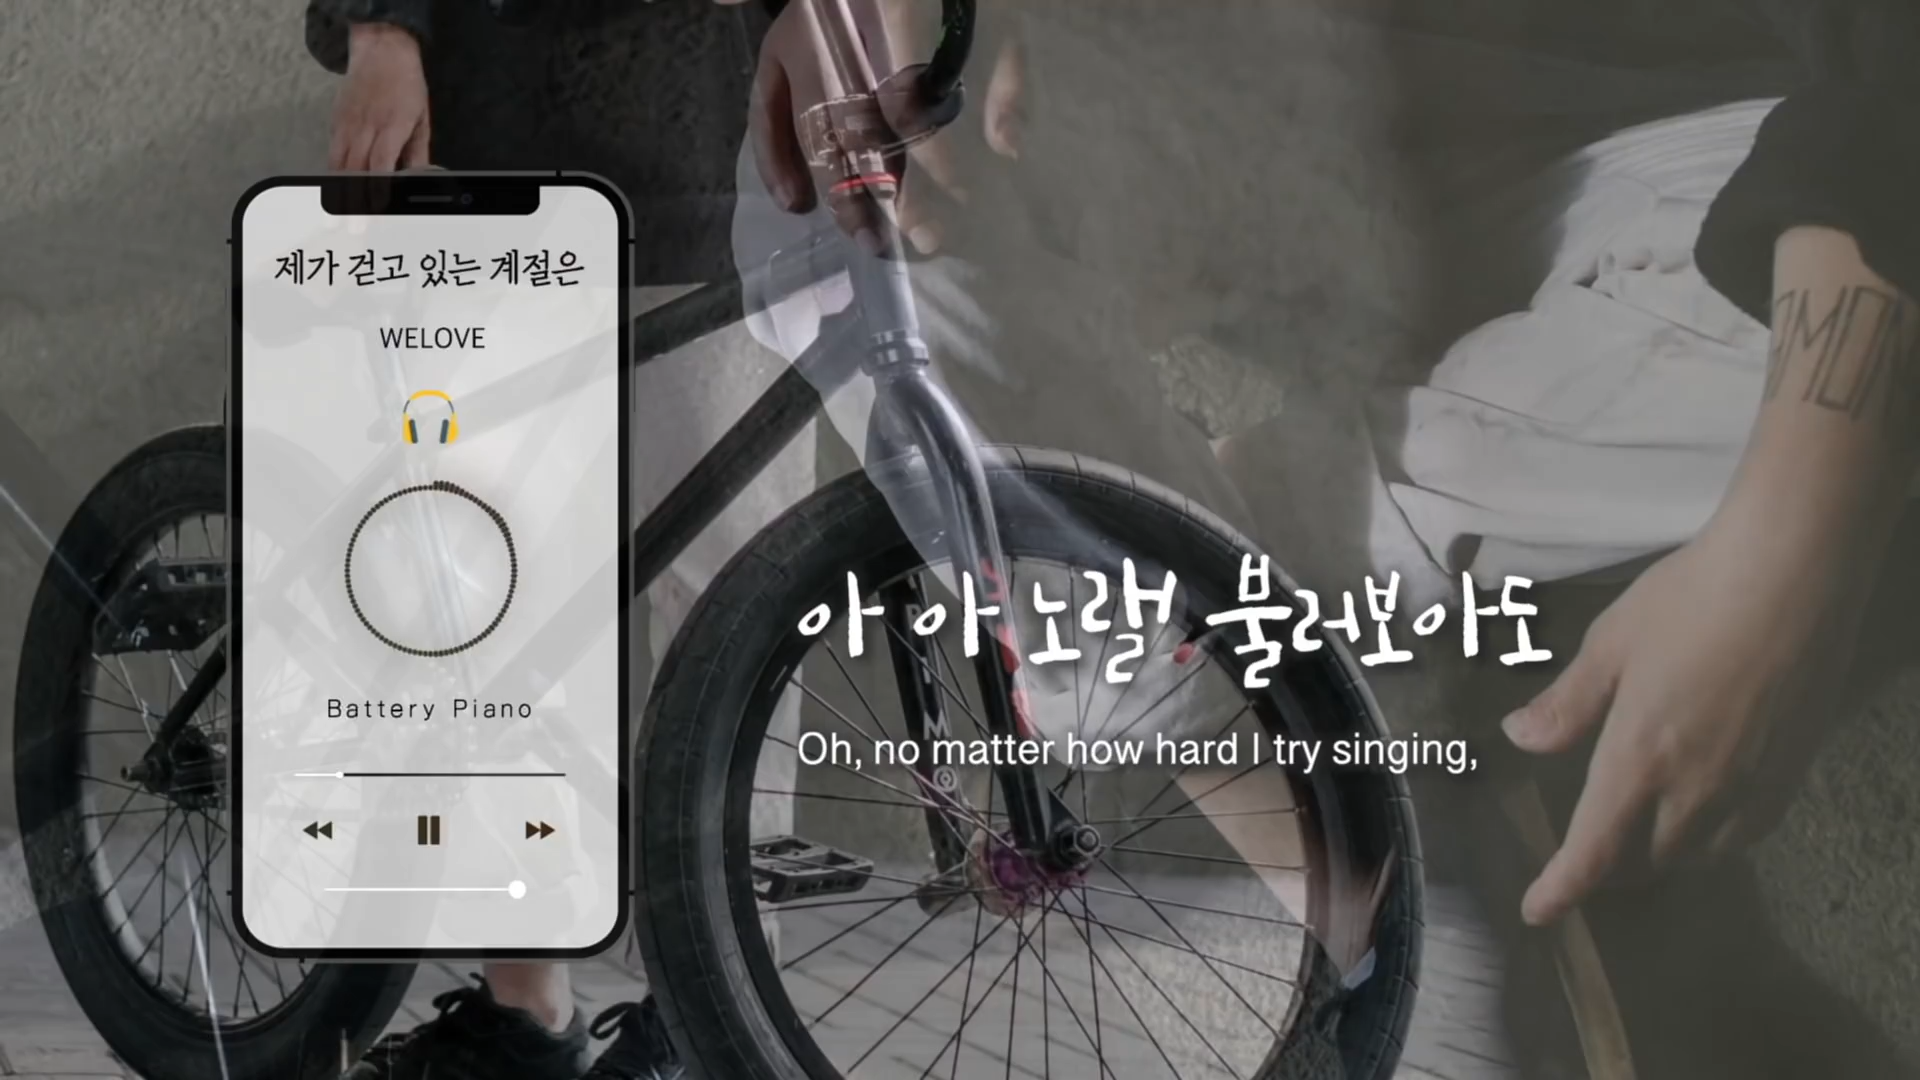 제가 걷고 있는 계절은
WELOVE
Battery Piano
아 아 노랠 불러보아도
Oh, no matter how hard I try singing,